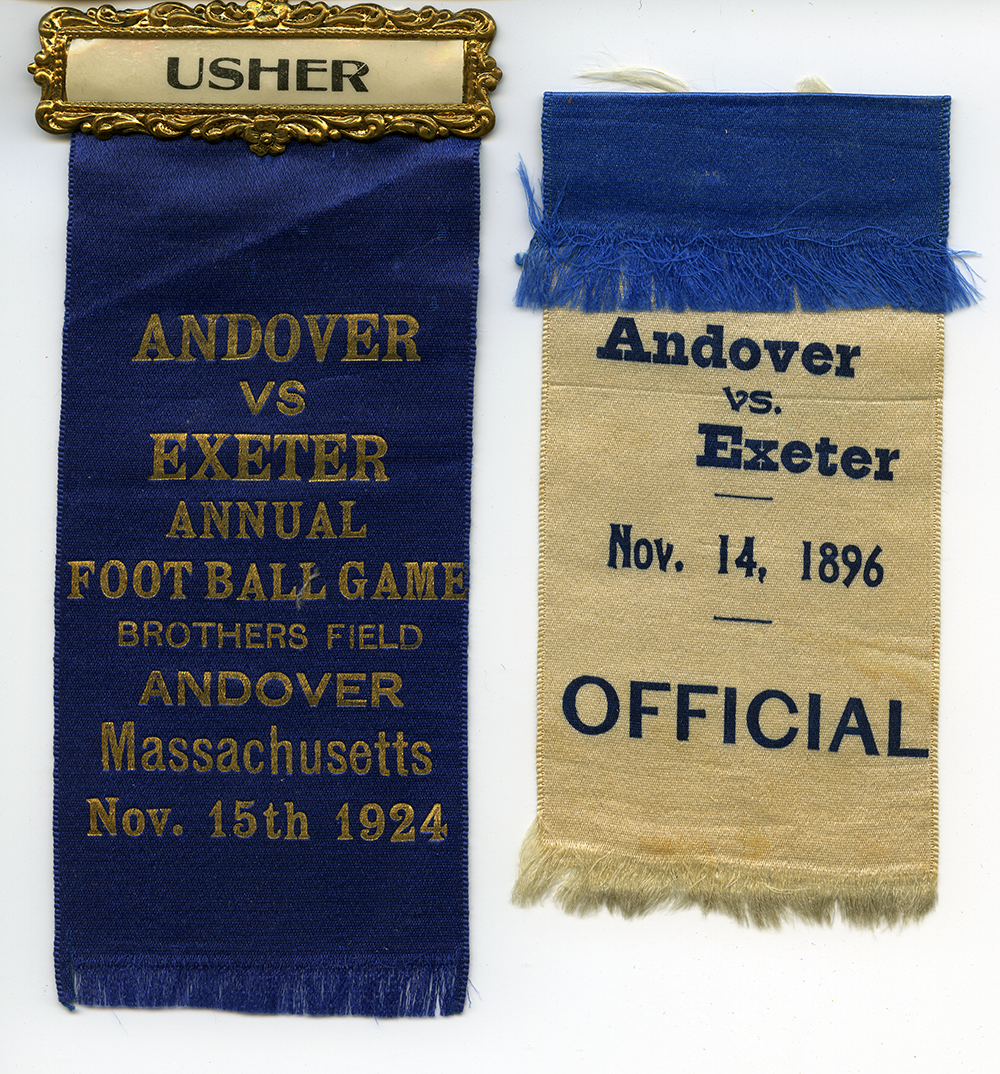 USHER
ANDOVER
VS
EXETER
ANNUAL
FOOT BALL GAME
BROTHERS FIELD
ANDOVER
Massachusetts
Nov. 15th 1924
Andover
vs.
Exeter
Nov. 14, 1896
OFFICIAL